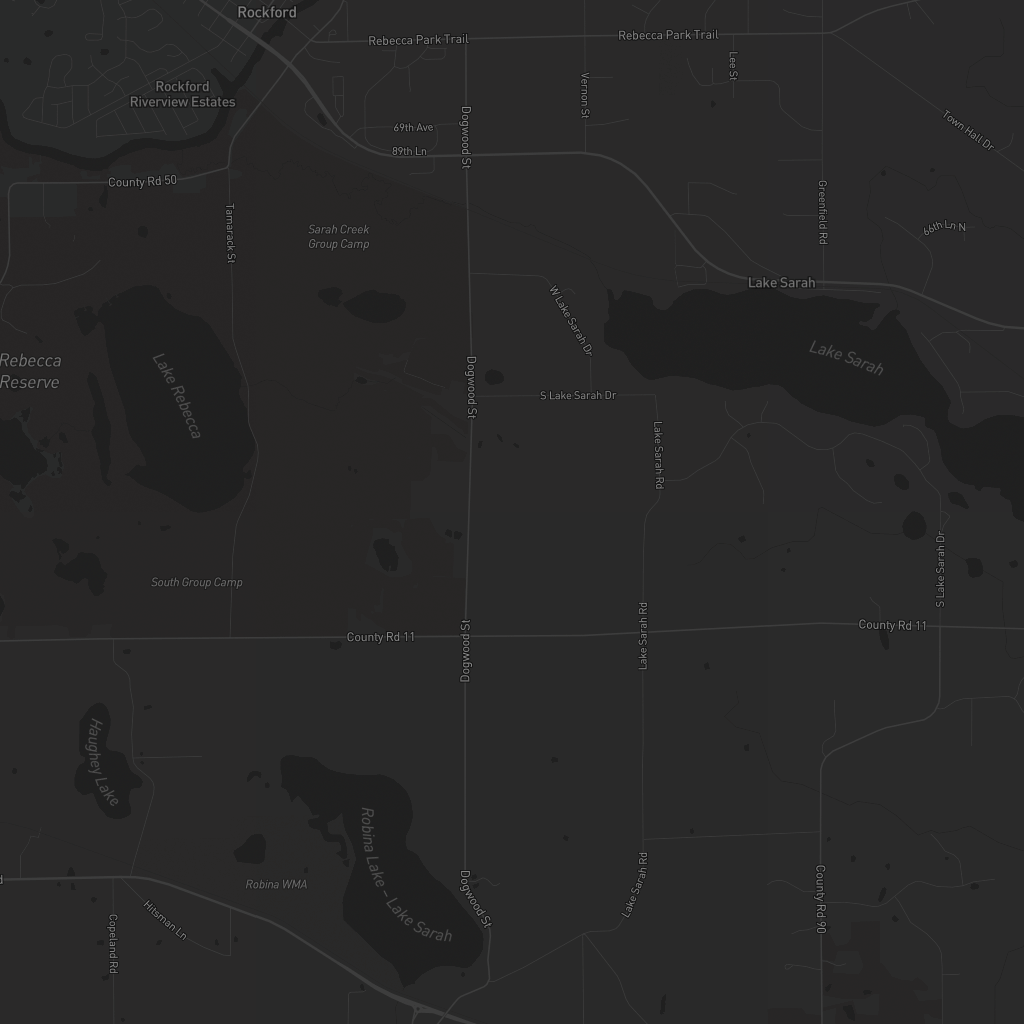 Rockford
Rebecca Park Trail
Rebecca Park Trail
Lee St
Vernon St
Rockford
Riverview Estates
Dogwood St
69th Ave
89th Ln
Town Hall Dr
County Rd 50
Tamarack St
Sarah Creek
Group Camp
Greenfield Rd
66th Ln N
Lake Sarah
W Lake Sarah Dr
Lake Sarah
Rebecca
Reserve
Lake Rebecca
Dogwood St
S Lake Sarah Dr
Lake Sarah Rd
South Group Camp
S Lake Sarah Dr
County Rd 11
Dogwood St
Lake Sarah Rd
County Rd 11
Haughey Lake
Robina Lake - Lake Sarah
Robina WMA
Dogwood St
Lake Sarah Rd
County Rd 90
Hitsman Ln
Copeland Rd